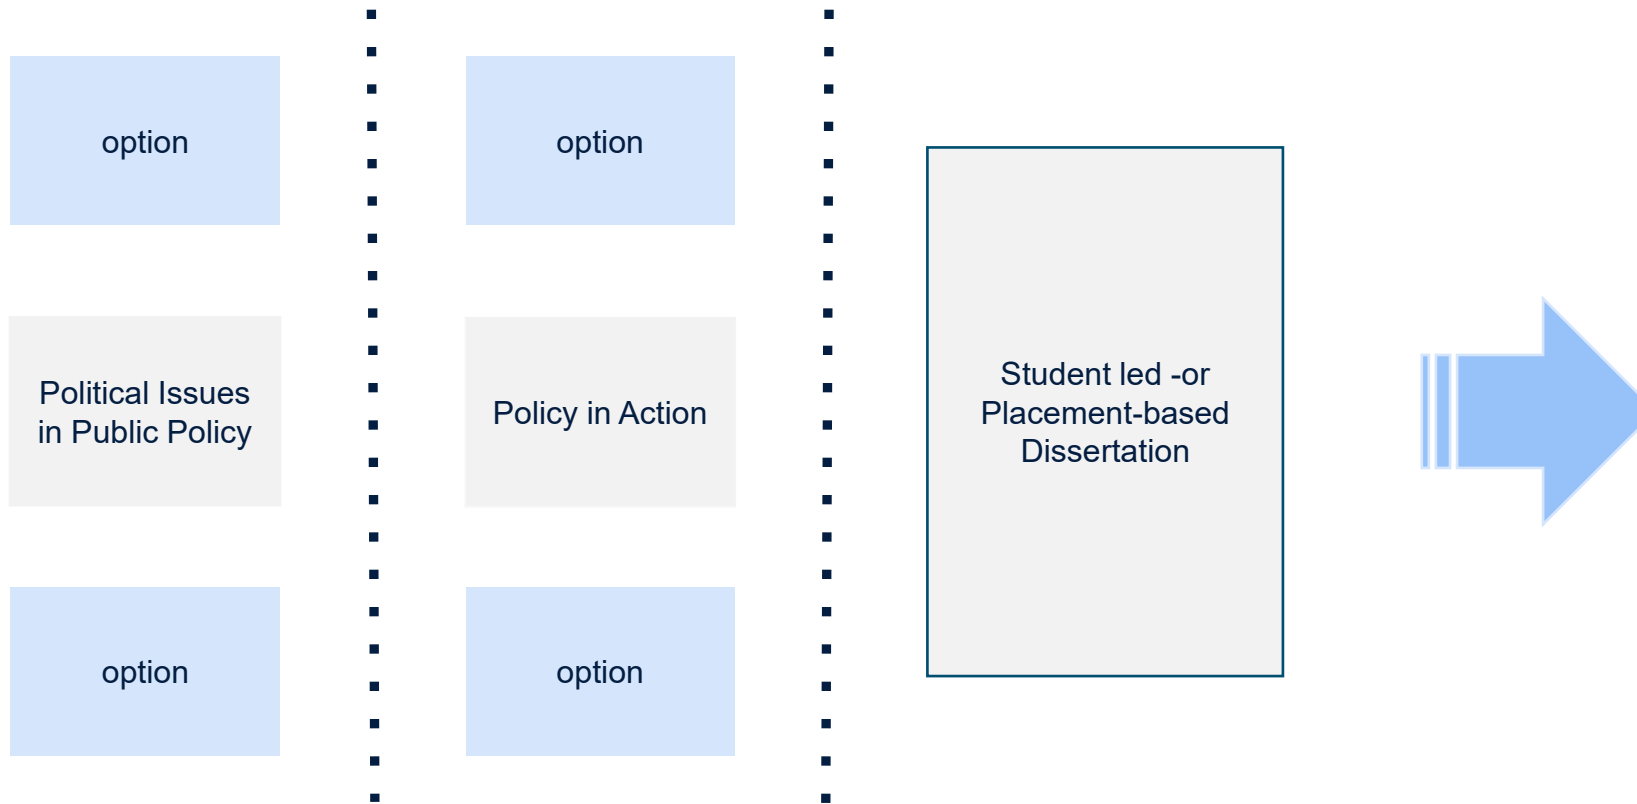 option
Political Issues
in Public Policy
option
option
Policy in Action
option
Student led -or
Placement-based
Dissertation